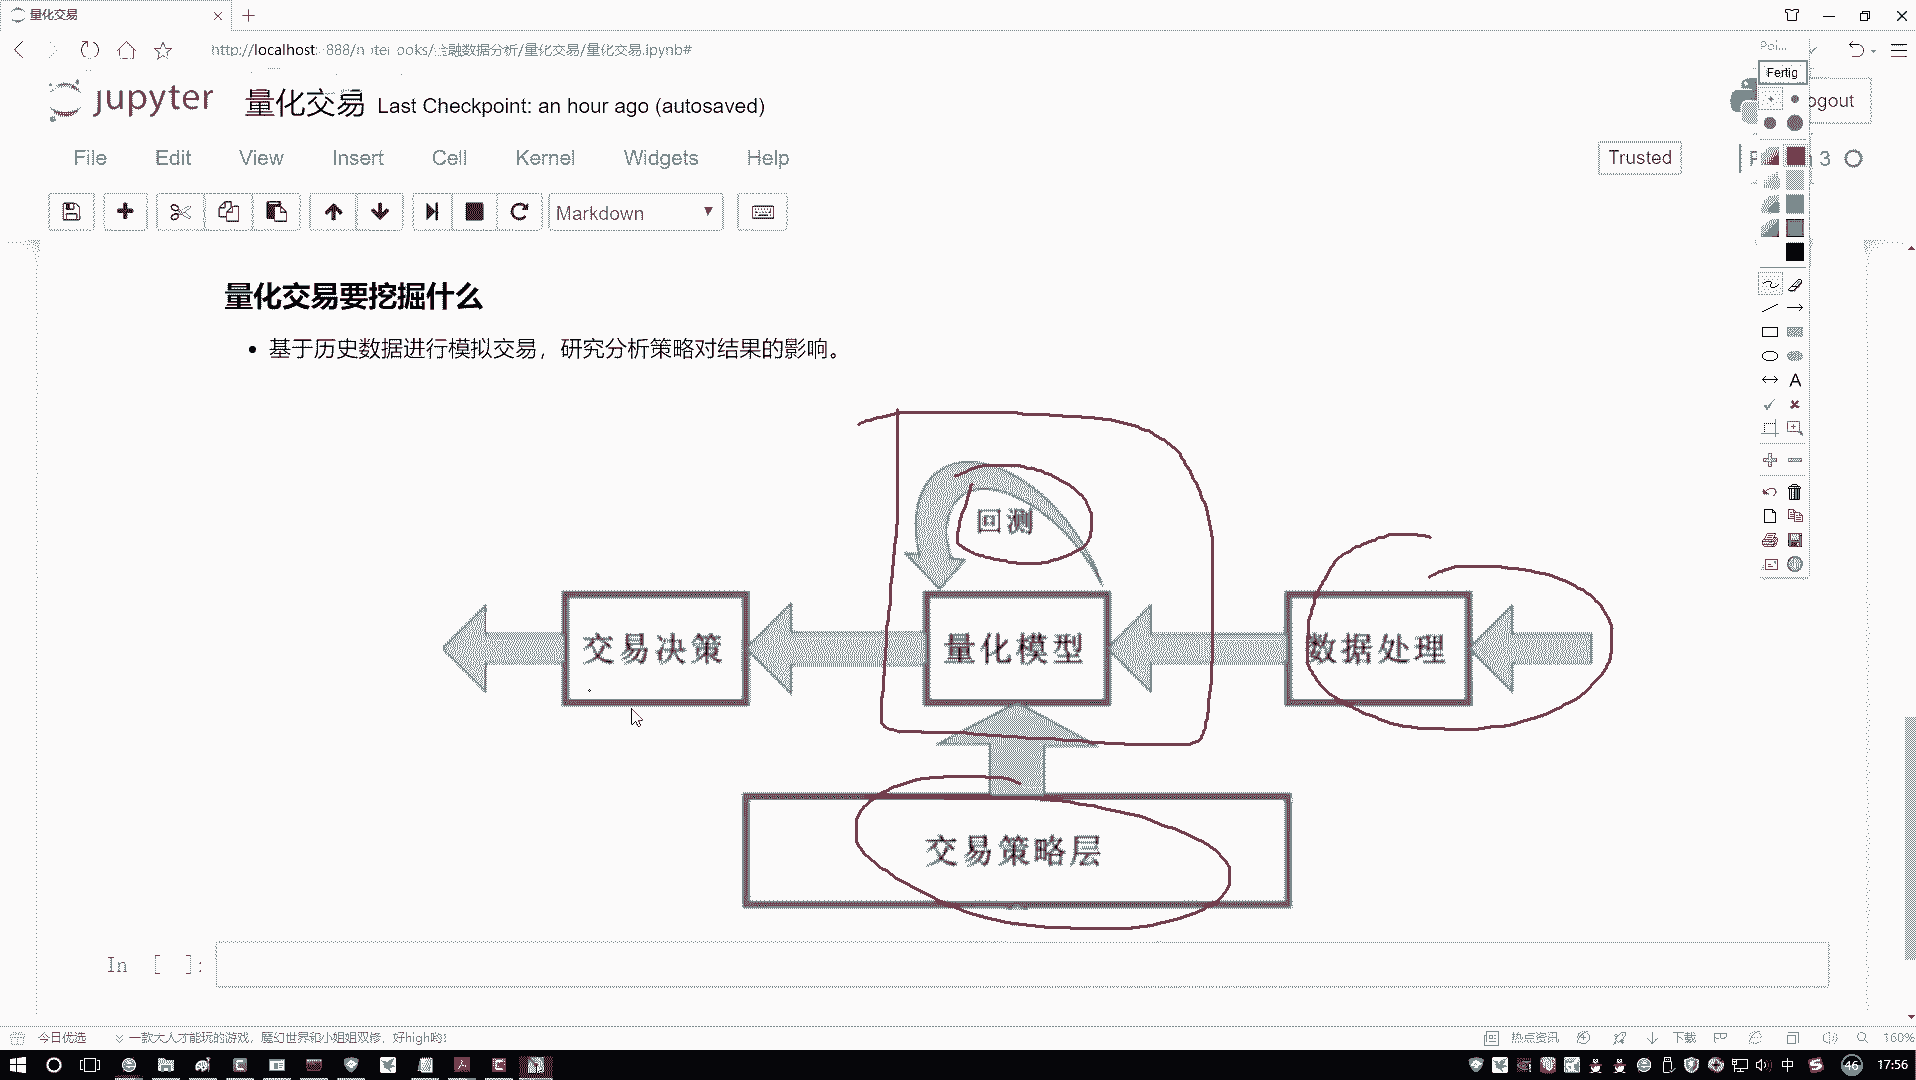 量化交易
http://localhost:8888/notebooks/金融数据分析/量化交易/量化交易.ipynb#
Poi...
Fertig
jupyter 量化交易 Last Checkpoint: an hour ago (autosaved)
ogout
File Edit View Insert Cell Kernel Widgets Help
Trusted
3
Markdown
量化交易要挖掘什么
• 基于历史数据进行模拟交易，研究分析策略对结果的影响。
回测
交易决策 量化模型 数据处理
交易策略层
In [ ]:
今日优选 一款大人才能玩的游戏，魔幻世界和小姐姐双修，好high哟!
热点资讯 下载 160%
中 46 17:56